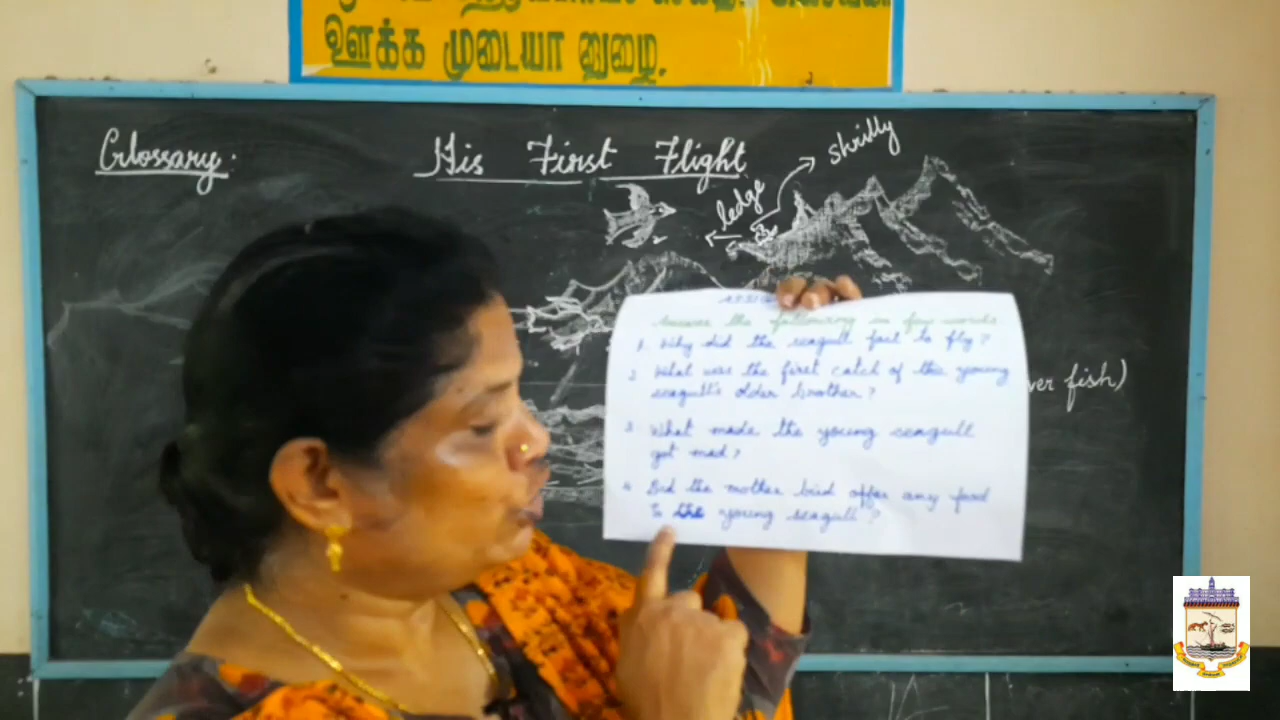 ஊக்க முடையா னுழை.
Glossary:
His First Flight
shrilly
ledge
Answer the following in few words
1. Why did the seagull fail to fly?
2. What was the first catch of the young
seagull's older brother?
3. What made the young seagull
get mad?
4. Did the mother bird offer any food
to the young seagull?
fish)